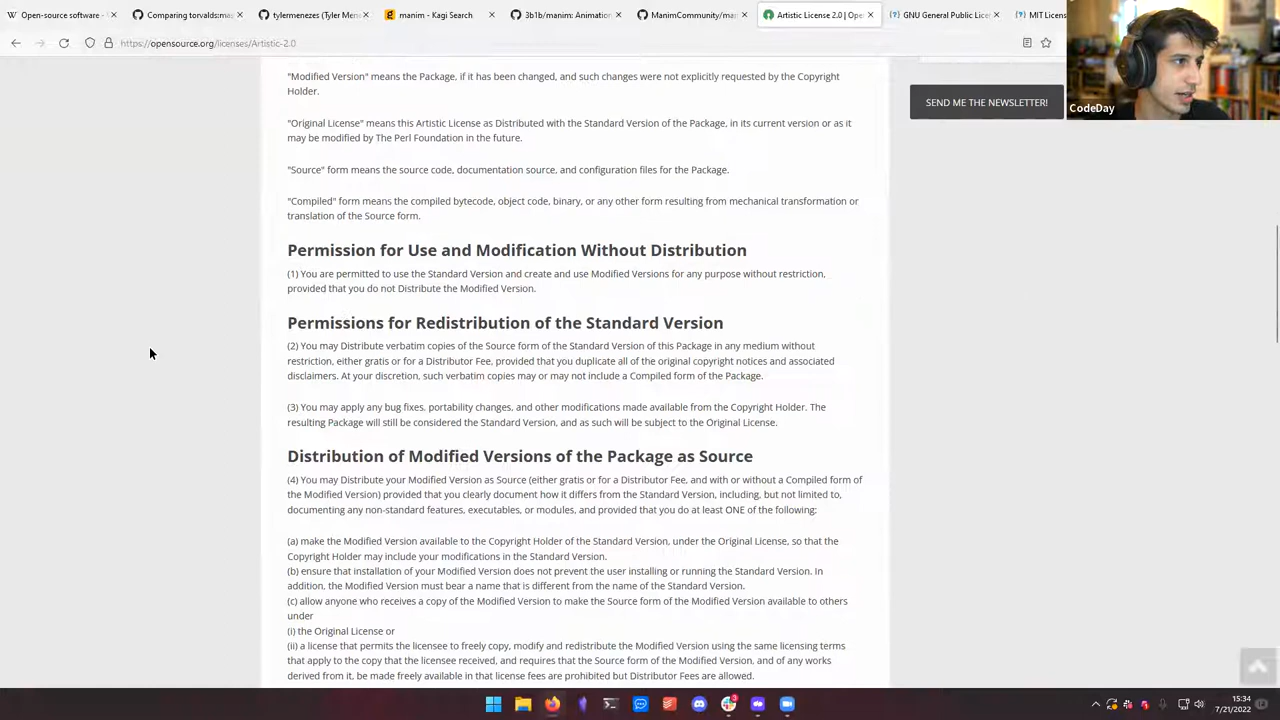 Open-source software -
Comparing torvalds:mas
tylermenezes (Tyler Mene
manim - Kagi Search
3b1b/manim: Animation
ManimCommunity/ma
Artistic License 2.0 | Ope
GNU General Public Lice
MIT Licens
https://opensource.org/licenses/Artistic-2.0
"Modified Version" means the Package, if it has been changed, and such changes were not explicitly requested by the Copyright
Holder.
"Original License" means this Artistic License as Distributed with the Standard Version of the Package, in its current version or as it
may be modified by The Perl Foundation in the future.
"Source" form means the source code, documentation source, and configuration files for the Package.
"Compiled" form means the compiled bytecode, object code, binary, or any other form resulting from mechanical transformation or
translation of the Source form.
Permission for Use and Modification Without Distribution
(1) You are permitted to use the Standard Version and create and use Modified Versions for any purpose without restriction,
provided that you do not Distribute the Modified Version.
Permissions for Redistribution of the Standard Version
(2) You may Distribute verbatim copies of the Source form of the Standard Version of this Package in any medium without
restriction, either gratis or for a Distributor Fee, provided that you duplicate all of the original copyright notices and associated
disclaimers. At your discretion, such verbatim copies may or may not include a Compiled form of the Package.
(3) You may apply any bug fixes, portability changes, and other modifications made available from the Copyright Holder. The
resulting Package will still be considered the Standard Version, and as such will be subject to the Original License.
Distribution of Modified Versions of the Package as Source
(4) You may Distribute your Modified Version as Source (either gratis or for a Distributor Fee, and with or without a Compiled form of
the Modified Version) provided that you clearly document how it differs from the Standard Version, including, but not limited to,
documenting any non-standard features, executables, or modules, and provided that you do at least ONE of the following:
(a) make the Modified Version available to the Copyright Holder of the Standard Version, under the Original License, so that the
Copyright Holder may include your modifications in the Standard Version.
(b) ensure that installation of your Modified Version does not prevent the user installing or running the Standard Version. In
addition, the Modified Version must bear a name that is different from the name of the Standard Version.
(c) allow anyone who receives a copy of the Modified Version to make the Source form of the Modified Version available to others
under
(i) the Original License or
(ii) a license that permits the licensee to freely copy, modify and redistribute the Modified Version using the same licensing terms
that apply to the copy that the licensee received, and requires that the Source form of the Modified Version, and of any works
derived from it, be made freely available in that license fees are prohibited but Distributor Fees are allowed.
SEND ME THE NEWSLETTER!
CodeDay
15:34
7/21/2022